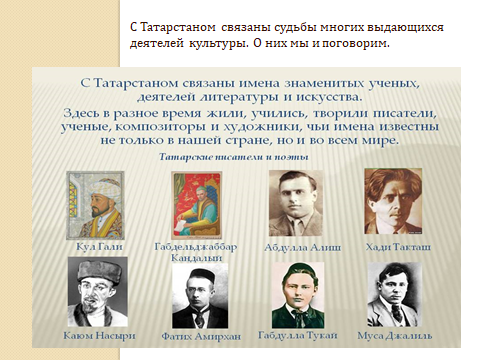 С Татарстаном связаны судьбы многих выдающихся
деятелей культуры. О них мы и поговорим.
С Татарстаном связаны имена знаменитых ученых,
деятелей литературы и искусства.
Здесь в разное время жили, учились, творили писатели,
ученые, композиторы и художники, чьи имена известны
не только в нашей стране, но и во всем мире.
Татарские писатели и поэты
Кул Гали
Габдельджаббар
Кандалый
Абдулла Алиш
Хади Такташ
Каюм Насыри
Фатих Амирхан
Габдулла Тукай
Муса Джалиль